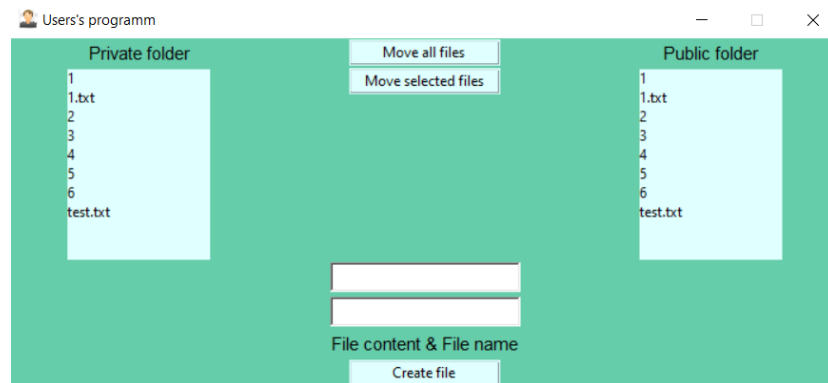 Users's programm
Private folder
1
1.txt
2
3
4
5
6
test.txt
Move all files
Move selected files
Public folder
1
1.txt
2
3
4
5
6
test.txt
File content & File name
Create file